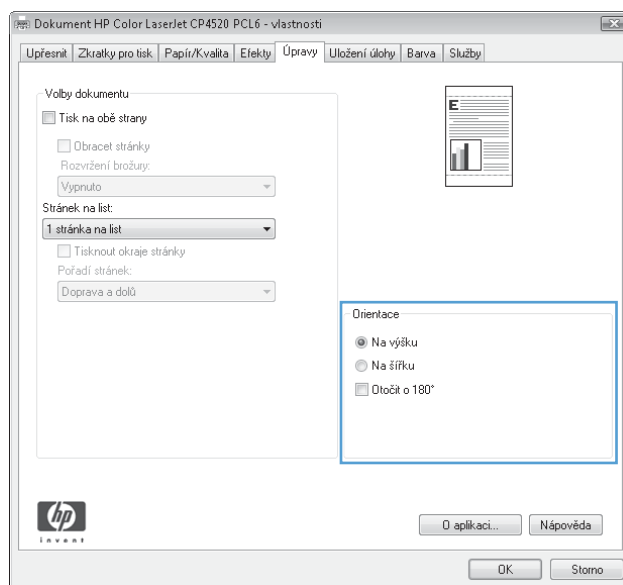 Dokument HP Color LaserJet CP4520 PCL6 - vlastnosti
Upřesnit Zkratky pro tisk Papír/Kvalita Efekty Úpravy Uložení úlohy Barva Služby
Volby dokumentu
Tisk na obě strany
Obracet stránky
Rozvržení brožury:
Vypnuto
Stránek na list:
1 stránka na list
Tisknout okraje stránky
Pořadí stránek:
Doprava a dolů
E
Orientace
Na výšku
Na šířku
Otočit o 180°
hp
invent
O aplikaci... Nápověda
OK Storno